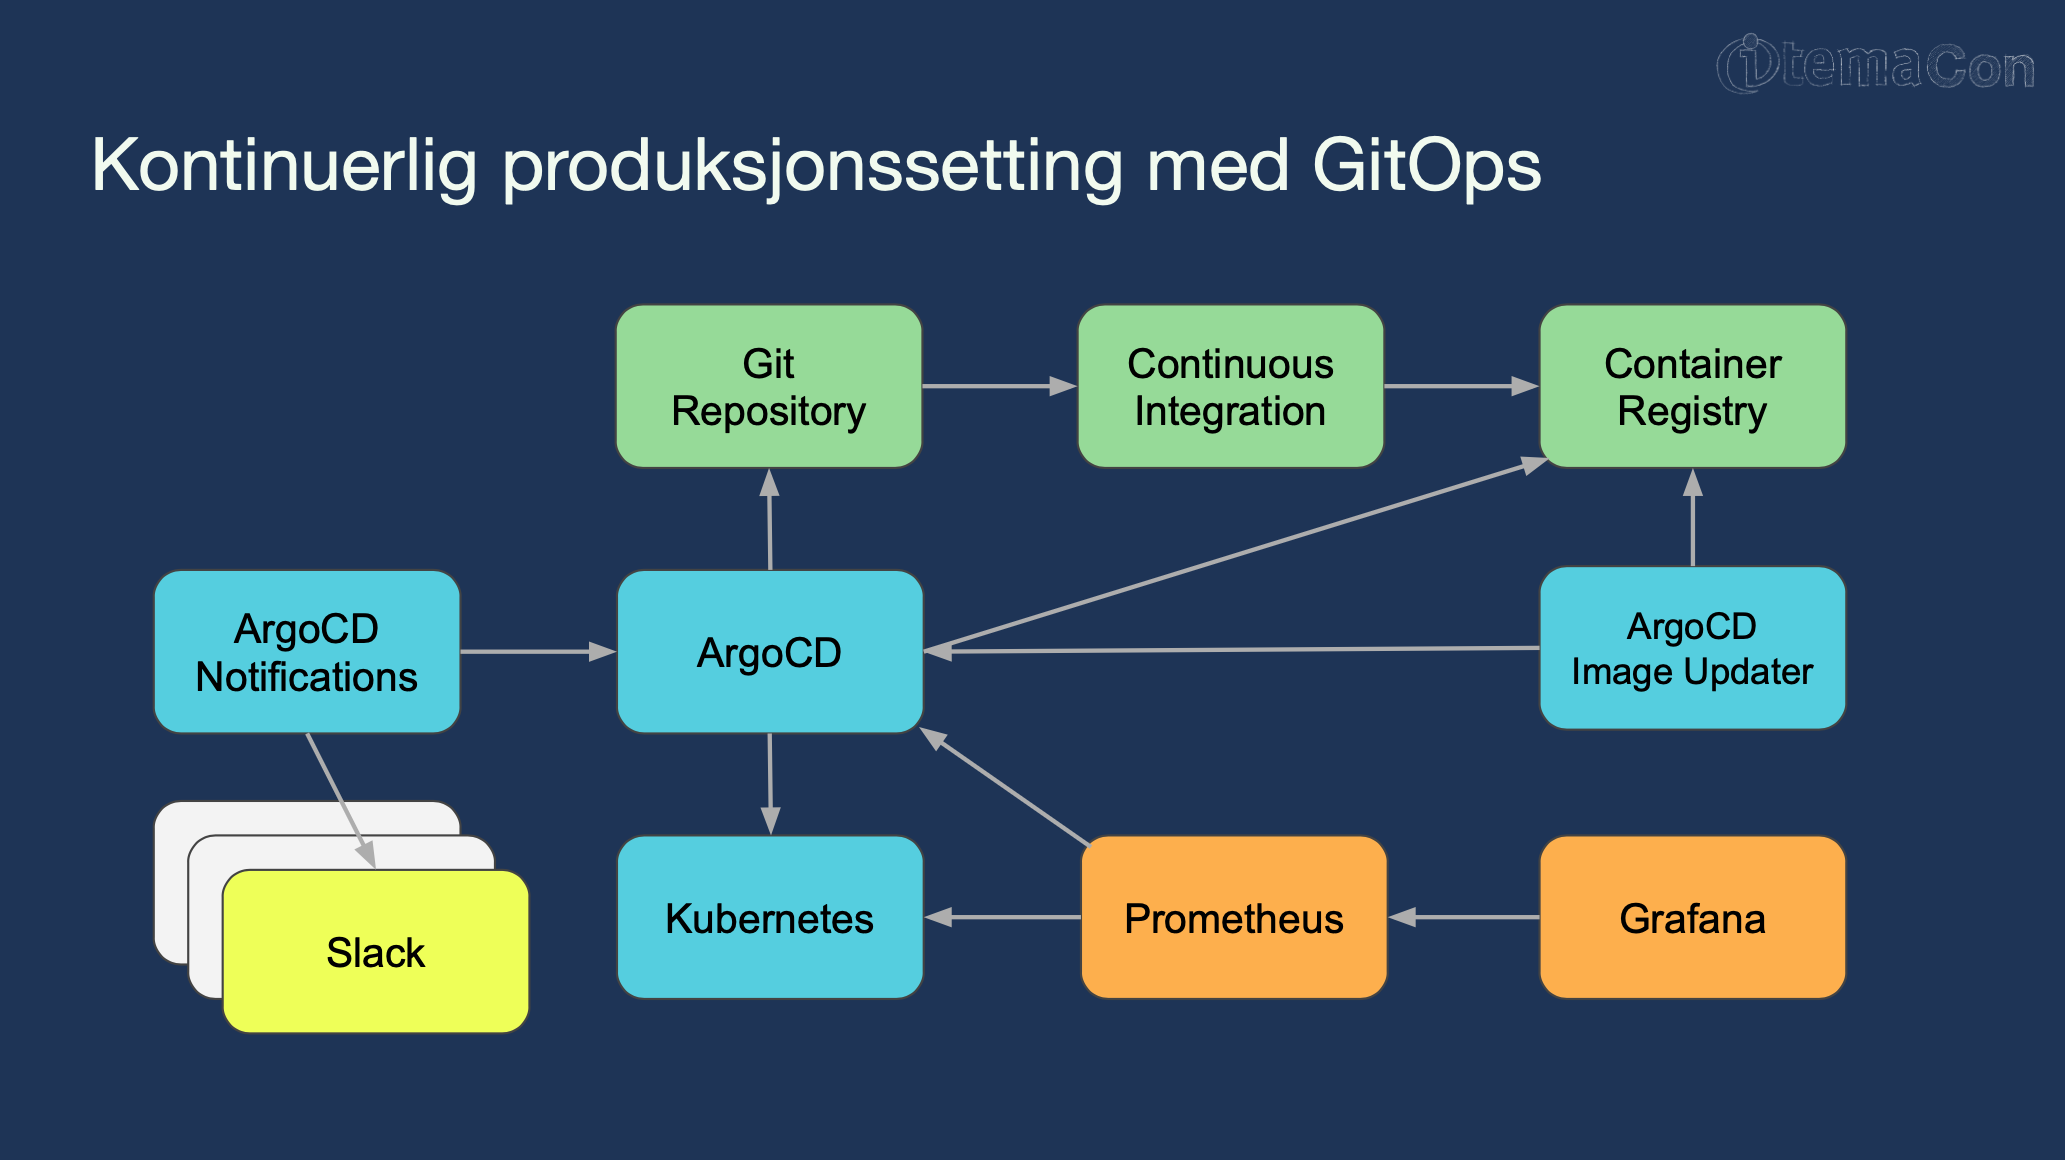 itemaCon
Kontinuerlig produksjonssetting med GitOps
Git
Repository
Continuous
Integration
Container
Registry
ArgoCD
Notifications
ArgoCD
ArgoCD
Image Updater
Slack
Kubernetes
Prometheus
Grafana